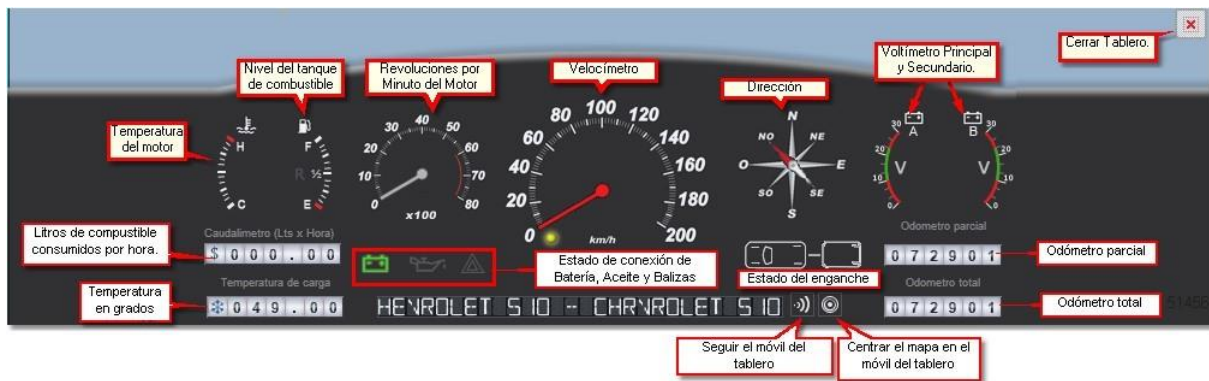 Cerrar Tablero.
Voltímetro Principal
y Secundario.
Nivel del tanque
de combustible
Revoluciones por
Minuto del Motor
Velocímetro
Dirección
Temperatura
del motor
H
C
F
R ½
E
0
10
20
30
40
50
60
70
80
x100
0
20
40
60
80
100
120
140
160
180
200
km/h
N
NE
E
SE
S
SO
O
NO
30
20
10
0
A
V
B
30
20
10
0
V
Litros de combustible
consumidos por hora.
Caudalimetro (Lts x Hora)
$ 0 0 0 . 0 0
Temperatura
en grados
Temperatura de carga
0 4 9 . 0 0
Estado de conexión de
Batería, Aceite y Balizas
Estado del enganche
HEVROLET S10 -- CHRVROLET S10
Odometro parcial
0 7 2 9 0 1
Odómetro parcial
Odometro total
0 7 2 9 0 1
Odómetro total
Seguir el móvil del
tablero
Centrar el mapa en el
móvil del tablero